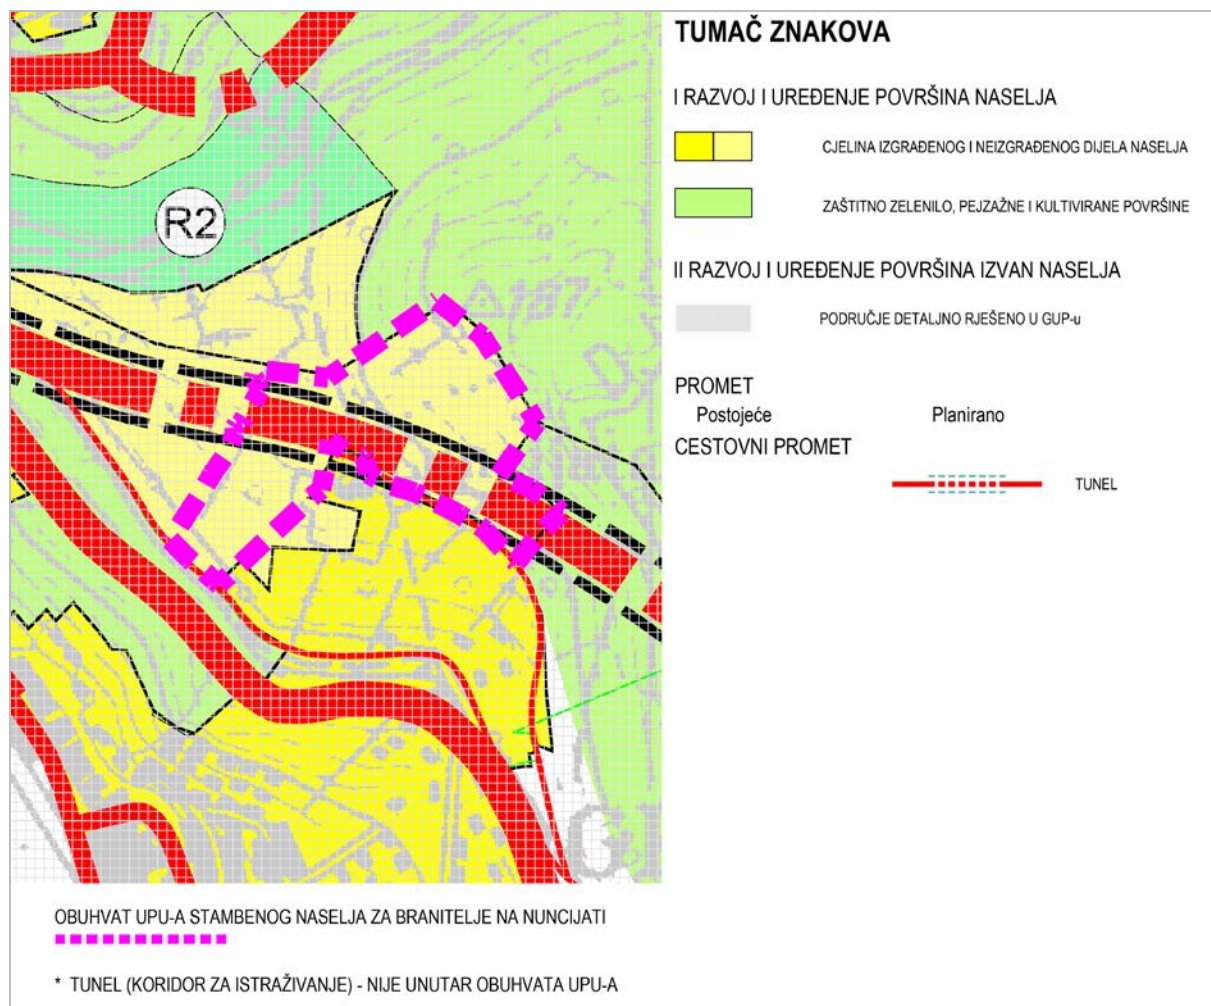 TUMAČ ZNAKOVA
I RAZVOJ I UREĐENJE POVRŠINA NASELJA
CJELINA IZGRAĐENOG I NEIZGRAĐENOG DIJELA NASELJA
ZAŠTITNO ZELENILO, PEJZAŽNE I KULTIVIRANE POVRŠINE
II RAZVOJ I UREĐENJE POVRŠINA IZVAN NASELJA
PODRUČJE DETALJNO RJEŠENO U GUP-u
PROMET
Postojeće Planirano
CESTOVNI PROMET
TUNEL
R2
OBUHVAT UPU-A STAMBENOG NASELJA ZA BRANITELJE NA NUNCIJATI
* TUNEL (KORIDOR ZA ISTRAŽIVANJE) - NIJE UNUTAR OBUHVATA UPU-A